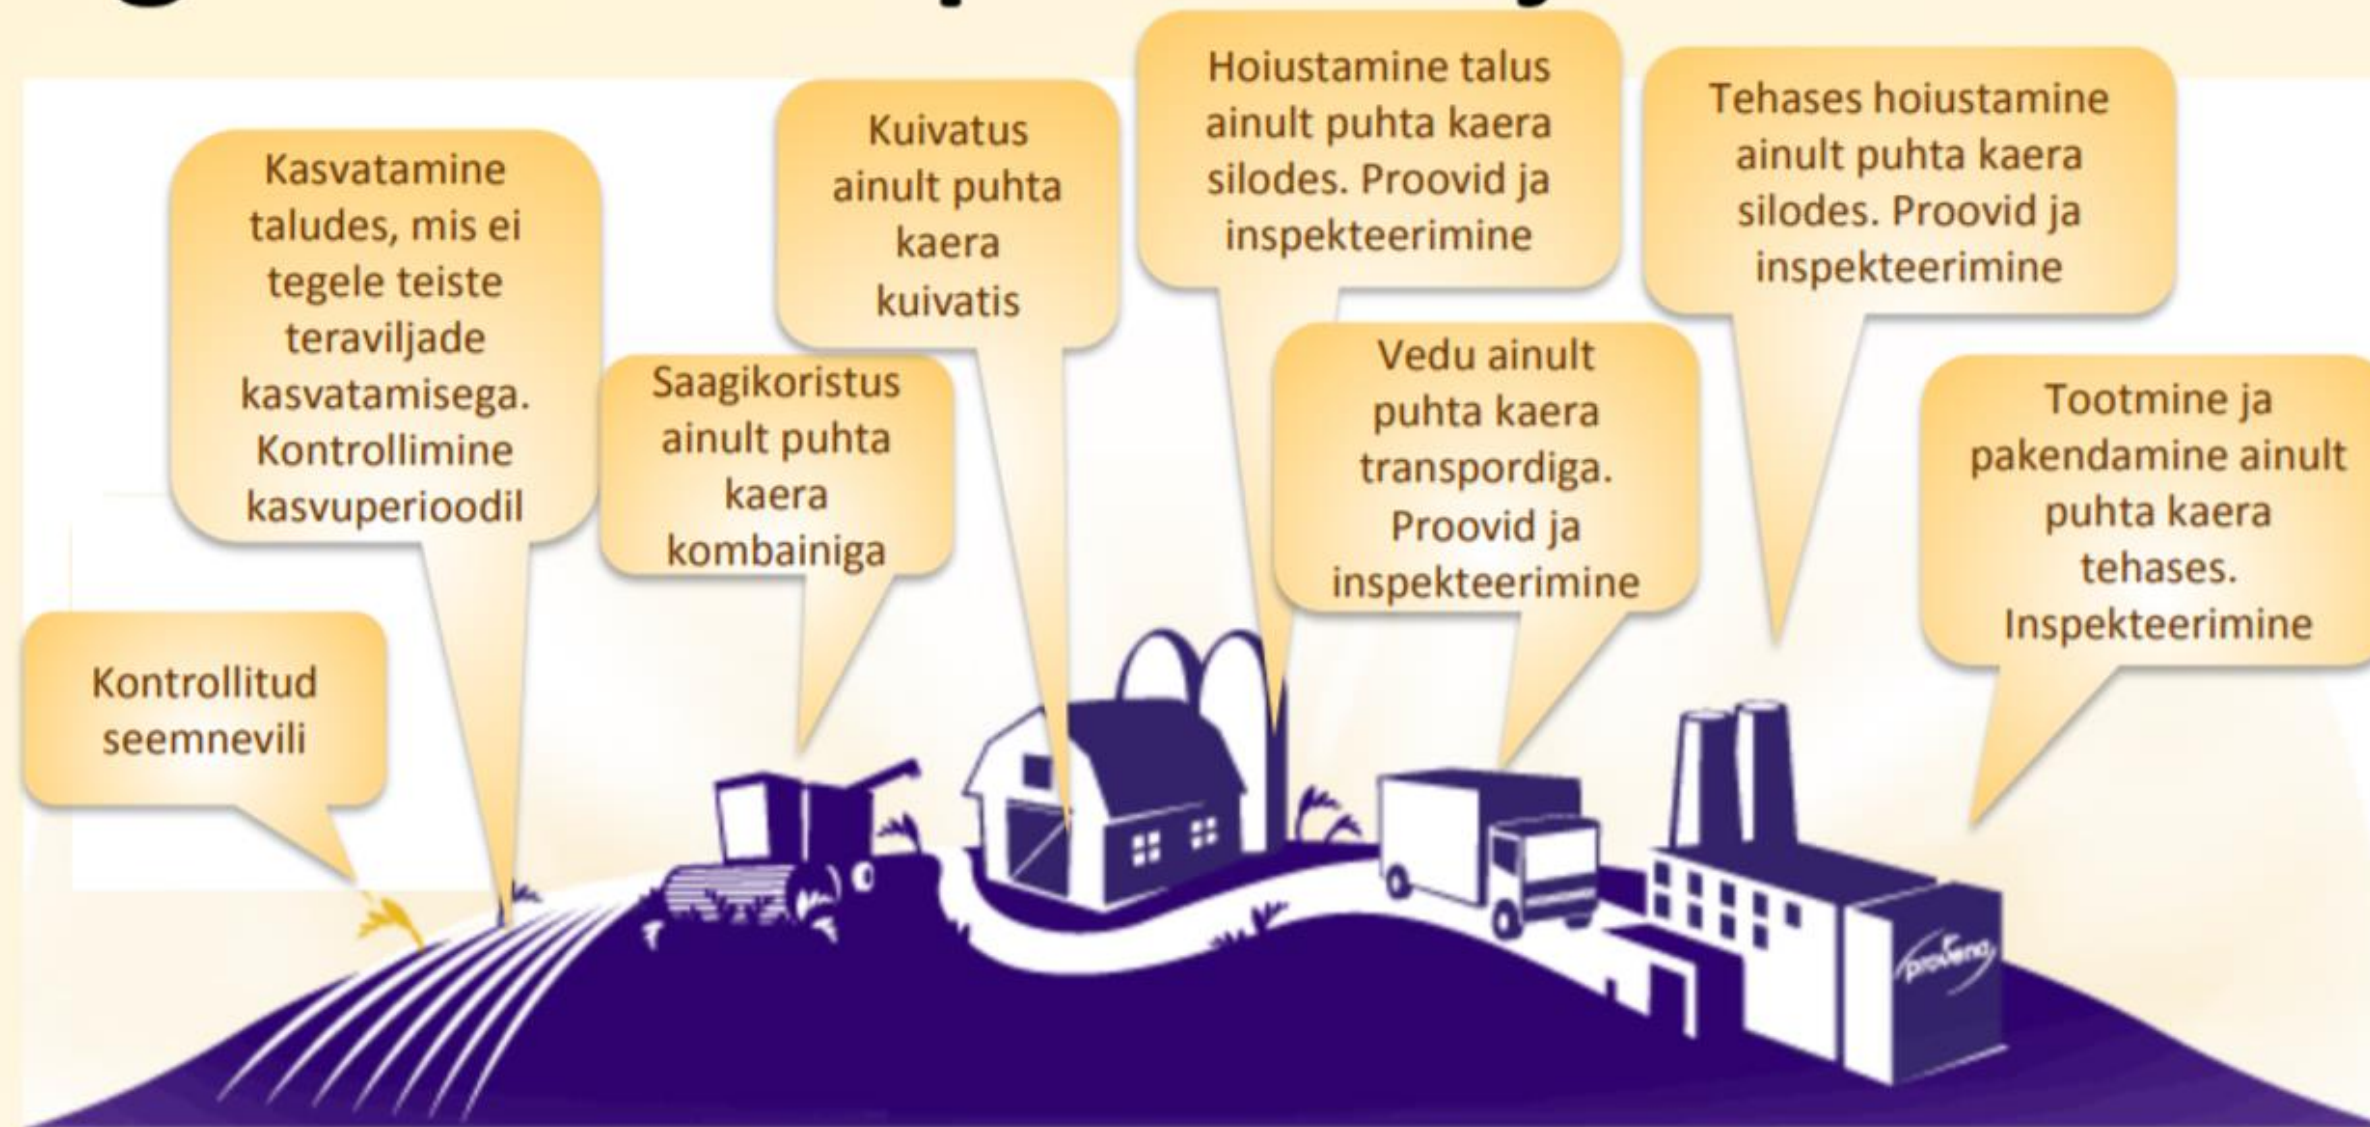 Kontrollitud
seemnevili
Kasvatamine
taludes, mis ei
tegele teiste
teraviljade
kasvatamisega.
Kontrollimine
kasvuperioodil
Saagikoristus
ainult puhta
kaera
kombainiga
Kuivatus
ainult puhta
kaera
kuivatis
Hoiustamine talus
ainult puhta kaera
silodes. Proovid ja
inspekteerimine
Vedu ainult
puhta kaera
transpordiga.
Proovid ja
inspekteerimine
Tehases hoiustamine
ainult puhta kaera
silodes. Proovid ja
inspekteerimine
Tootmine ja
pakendamine ainult
puhta kaera
tehases.
Inspekteerimine
provena